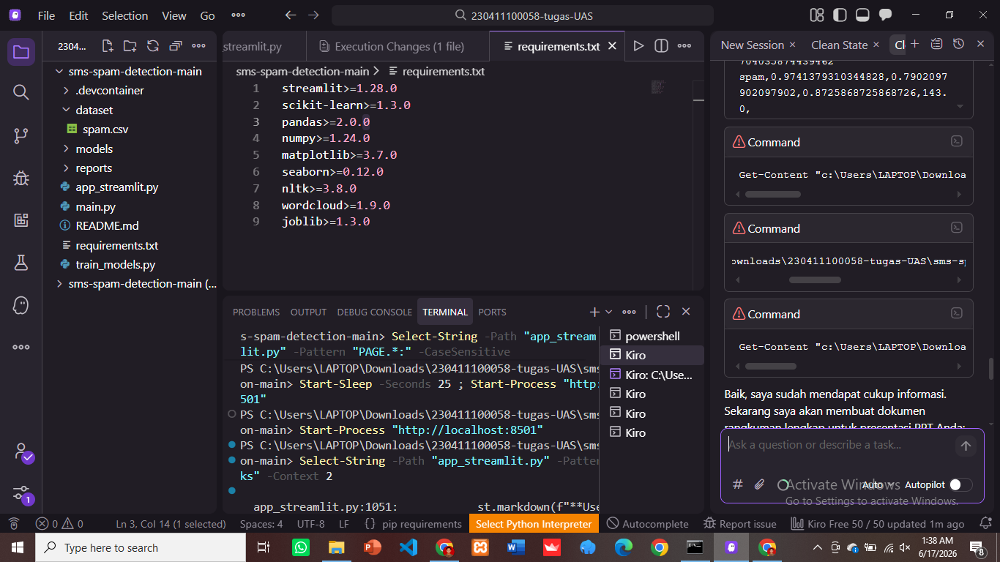 File Edit Selection View Go
230411100058-tugas-UAS
2304...
sms-spam-detection-main
.devcontainer
dataset
spam.csv
models
reports
app_streamlit.py
main.py
README.md
requirements.txt
train_models.py
sms-spam-detection-main (...
streamlit.py
Execution Changes (1 file)
requirements.txt
sms-spam-detection-main > requirements.txt
1 streamlit>=1.28.0
2 scikit-learn>=1.3.0
3 pandas>=2.0.0
4 numpy>=1.24.0
5 matplotlib>=3.7.0
6 seaborn>=0.12.0
7 nltk>=3.8.0
8 wordcloud>=1.9.0
9 joblib>=1.3.0
PROBLEMS OUTPUT DEBUG CONSOLE TERMINAL PORTS
s-spam-detection-main> Select-String -Path "app_stream
lit.py" -Pattern "PAGE.*:" -CaseSensitive
PS C:\Users\LAPTOP\Downloads\230411100058-tugas-UAS\sms
on-main> Start-Sleep -Seconds 25 ; Start-Process "http:
501"
PS C:\Users\LAPTOP\Downloads\230411100058-tugas-UAS\sms
on-main> Start-Process "http://localhost:8501"
PS C:\Users\LAPTOP\Downloads\230411100058-tugas-UAS\sms
on-main> Select-String -Path "app_streamlit.py" -Patter
ks" -Context 2
app_streamlit.py:1051: st.markdown(f"**Use
powershell
Kiro
Kiro: C:\Use...
Kiro
Kiro
Kiro
New Session Clean State Cl
704035874439462
spam,0.9741379310344828,0.7902097
902097902,0.8725868725868726,143.
0,
Command
Get-Content "c:\Users\LAPTOP\Downloa
Command
ownloads\230411100058-tugas-UAS\sms-sp
Command
Get-Content "c:\Users\LAPTOP\Downloa
Baik, saya sudah mendapat cukup informasi.
Sekarang saya akan membuat dokumen
rangkuman lengkap untuk presentasi PPT Anda:
Ask a question or describe a task...
Auto Autopilot
Activate Windows
Go to Settings to activate Windows.
1
0 0 Ln 3, Col 14 (1 selected) Spaces: 4 UTF-8 LF {} pip requirements Select Python Interpreter Autocomplete Report issue Kiro Free 50 / 50 updated 1m ago
Type here to search
1:38 AM
6/17/2026
8